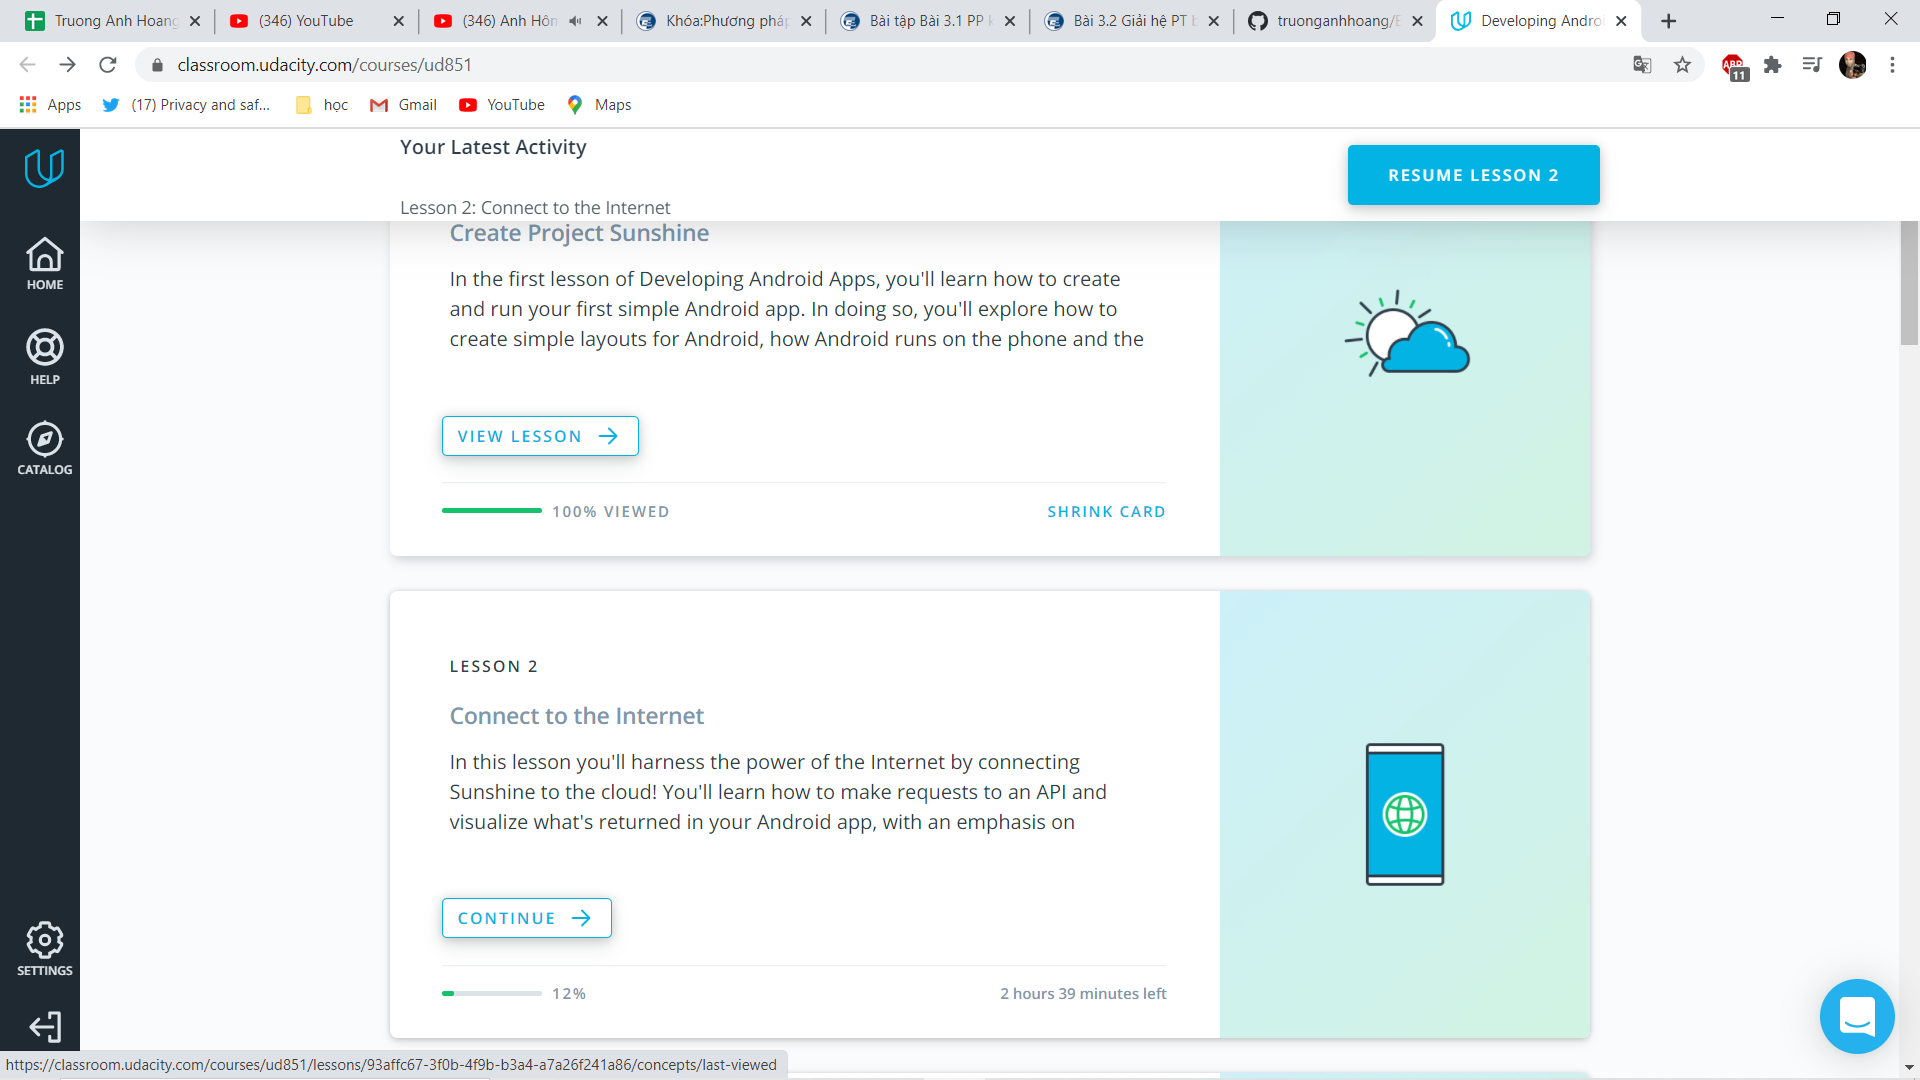 Truong Anh Hoang
(346) YouTube
(346) Anh Hôn
Khóa:Phương pháp
Bài tập Bài 3.1 PP k
Bài 3.2 Giải hệ PT b
truonganhhoang/
Developing Andro
classroom.udacity.com/courses/ud851
ABP
11
Apps
(17) Privacy and saf...
học
Gmail
YouTube
Maps
Your Latest Activity
Lesson 2: Connect to the Internet
RESUME LESSON 2
HOME
HELP
CATALOG
SETTINGS
Create Project Sunshine
In the first lesson of Developing Android Apps, you'll learn how to create
and run your first simple Android app. In doing so, you'll explore how to
create simple layouts for Android, how Android runs on the phone and the
VIEW LESSON
100% VIEWED
SHRINK CARD
LESSON 2
Connect to the Internet
In this lesson you'll harness the power of the Internet by connecting
Sunshine to the cloud! You'll learn how to make requests to an API and
visualize what's returned in your Android app, with an emphasis on
CONTINUE
12%
2 hours 39 minutes left
https://classroom.udacity.com/courses/ud851/lessons/93affc67-3f0b-4f9b-b3a4-a7a26f241a86/concepts/last-viewed